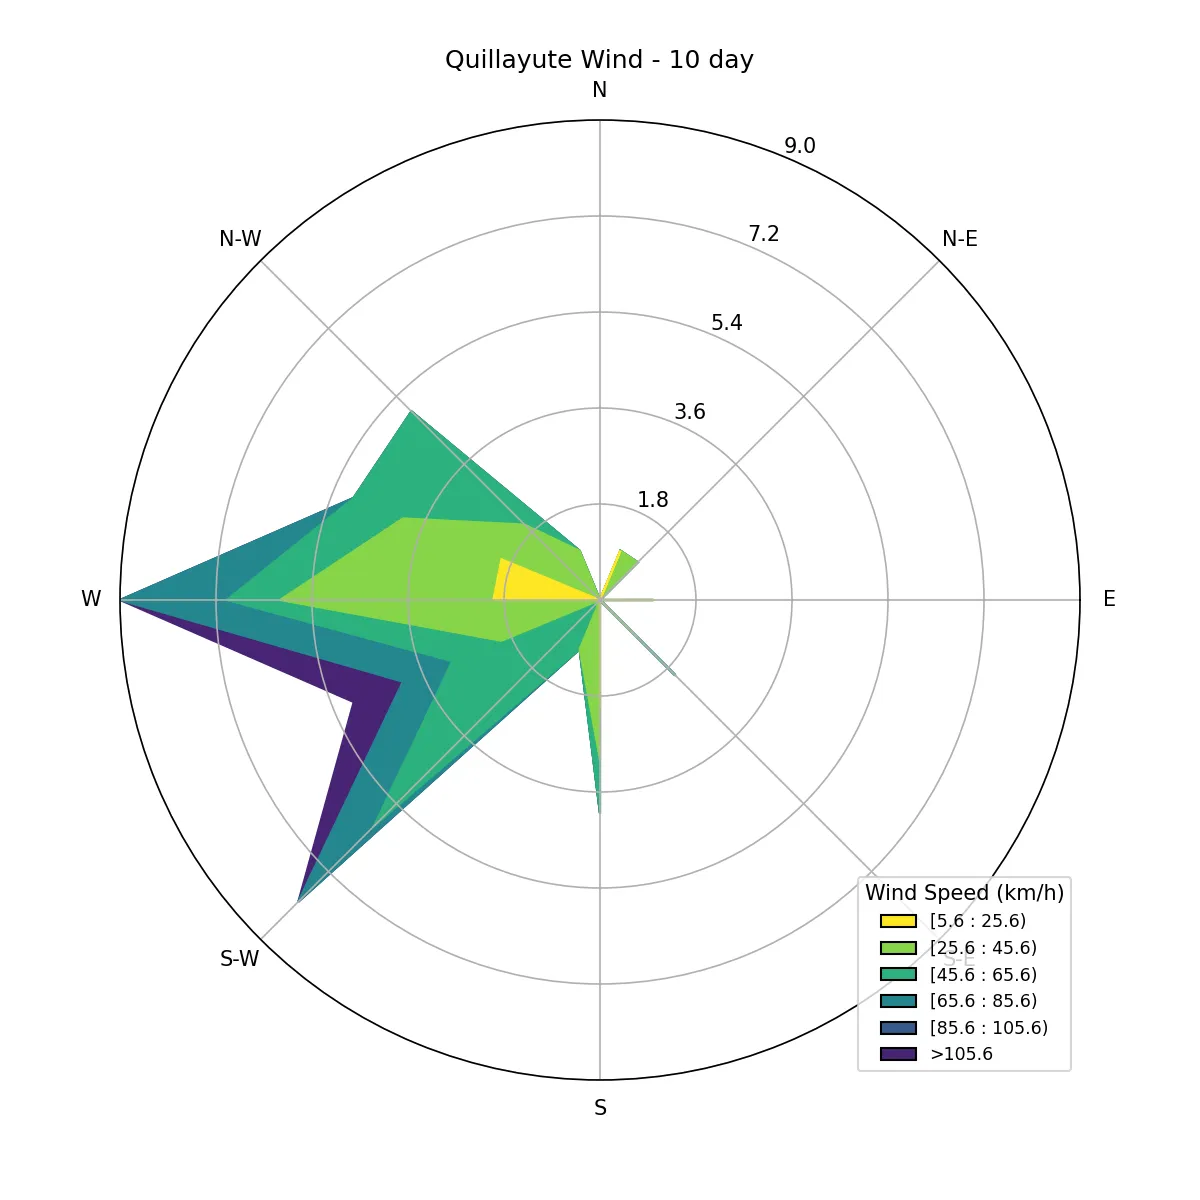 Quillayute Wind - 10 day
N
9.0
N-W
N-E
7.2
5.4
3.6
1.8
W
E
S-W
S-E
S
Wind Speed (km/h)
[5.6 : 25.6)
[25.6 : 45.6)
[45.6 : 65.6)
[65.6 : 85.6)
[85.6 : 105.6)
>105.6